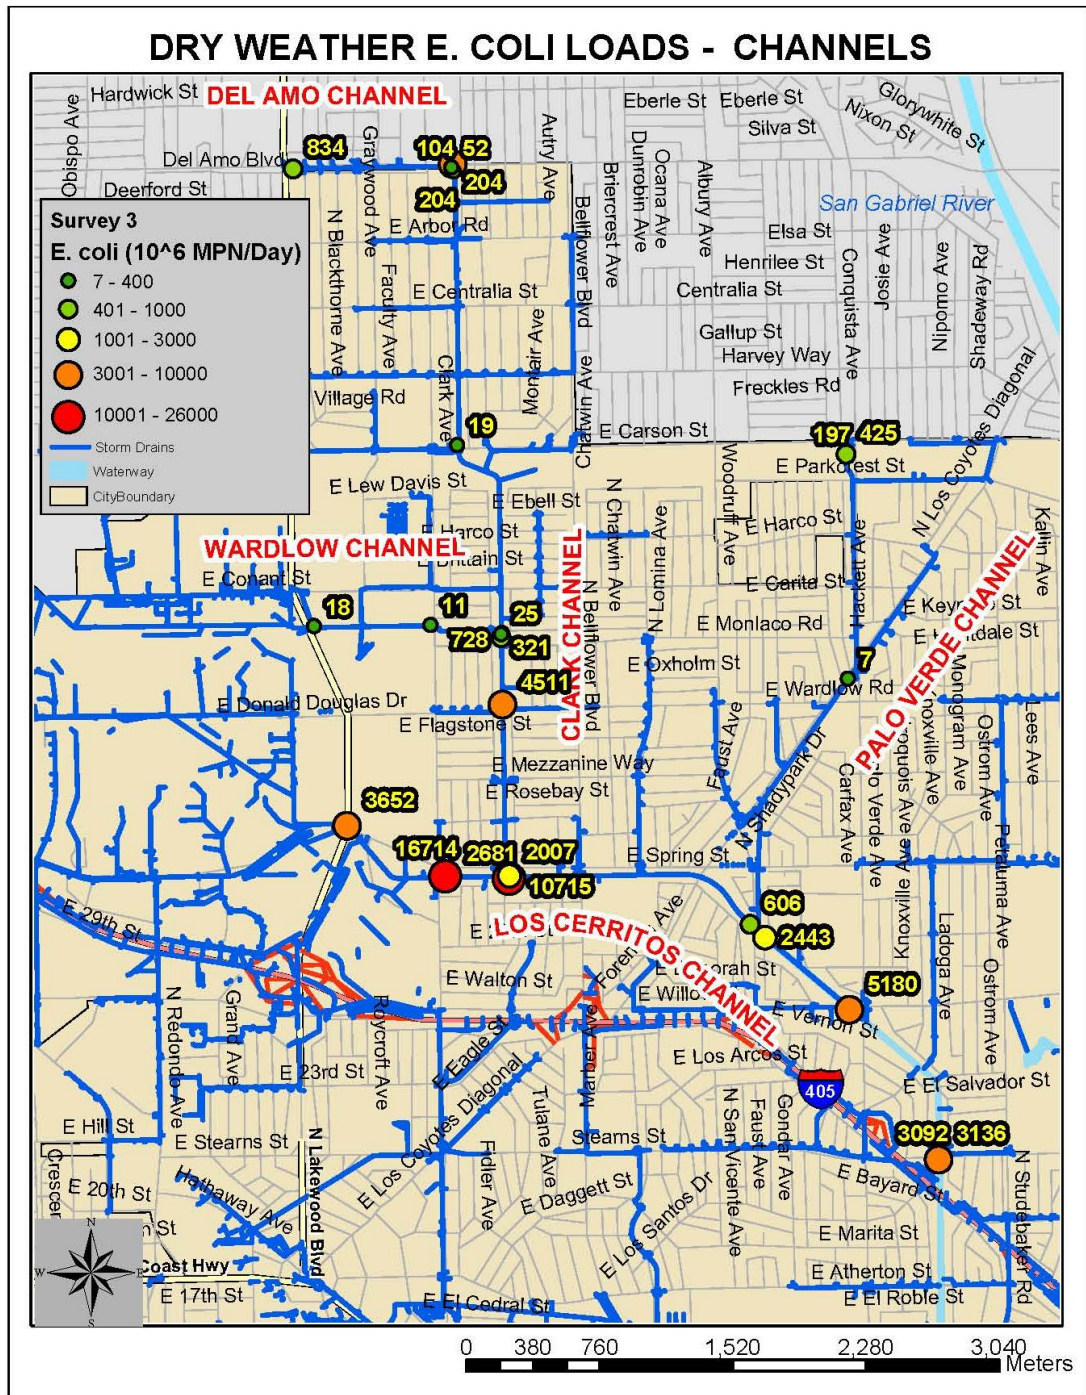 DRY WEATHER E. COLI LOADS - CHANNELS
Hardwick St
DEL AMO CHANNEL
Obispo Ave
Del Amo Blvd
Deerford St
834
Graywood Ave
104 52
204
204
Autry Ave
E Arbor Rd
Eberle St
Eberle St
Silva St
Glorywhite St
Nixon St
Dunrobin Ave
Ocana Ave
Briercrest Ave
Albury Ave
San Gabriel River
Elsa St
Henrilee St
Centralia St
Gallup St
Harvey Way
Freckles Rd
Conquista Ave
Josie Ave
Nipomo Ave
Shadeway Rd
Survey 3
E. coli (10^6 MPN/Day)
7 - 400
401 - 1000
1001 - 3000
3001 - 10000
10001 - 26000
Storm Drains
Waterway
CityBoundary
N Blackthorne Ave
Faculty Ave
E Centralia St
Bellflower Blvd
Montair Ave
Clark Ave
Chatwin Ave
Village Rd
19
E Carson St
197 425
E Parkcrest St
N Los Coyotes Diagonal
Woodruff Ave
E Lew Davis St
E Ebell St
E Harco St
E Brittain St
N Chatwin Ave
N Lomina Ave
E Harco St
Hackett Ave
Kallin Ave
WARDLOW CHANNEL
E Conant St
CLARK CHANNEL
N Bellflower Blvd
E Carita St
PALO VERDE CHANNEL
18
11
25
728
321
E Monlaco Rd
E Oxholm St
7
E Wardlow Rd
4511
E Donald Douglas Dr
E Flagstone St
Faust Ave
E Mezzanine Way
E Rosebay St
N Shadypark Dr
Carfax Ave
Palo Verde Ave
Iroquois Ave
Knoxville Ave
Knoxville Ave
Monogram Ave
Ostrom Ave
Lees Ave
Petaluma Ave
3652
16714
2681
2007
10715
E Spring St
E 29th St
LOS CERRITOS CHANNEL
606
2443
E Walton St
E Deborah St
5180
E Vernon St
Ladoga Ave
Ostrom Ave
N Redondo Ave
Grand Ave
Roycroft Ave
E Eagle St
E Los Coyotes Diagonal
E Los Arcos St
405
E El Salvador St
E 23rd St
E Hill St
E Stearns St
N Lakewood Blvd
Fidler Ave
Tulane Ave
Stearns St
N San Vicente Ave
Faust Ave
Gondar Ave
3092 3136
E Bayard St
N Studebaker Rd
Crescen
E 20th St
Hathaway Ave
E Daggett St
E Los Santos Dr
E Marita St
E Atherton St
E El Roble St
Coast Hwy
E 17th St
E El Cedral St
N
W
E
S
0 380 760 1,520 2,280 3,040
Meters